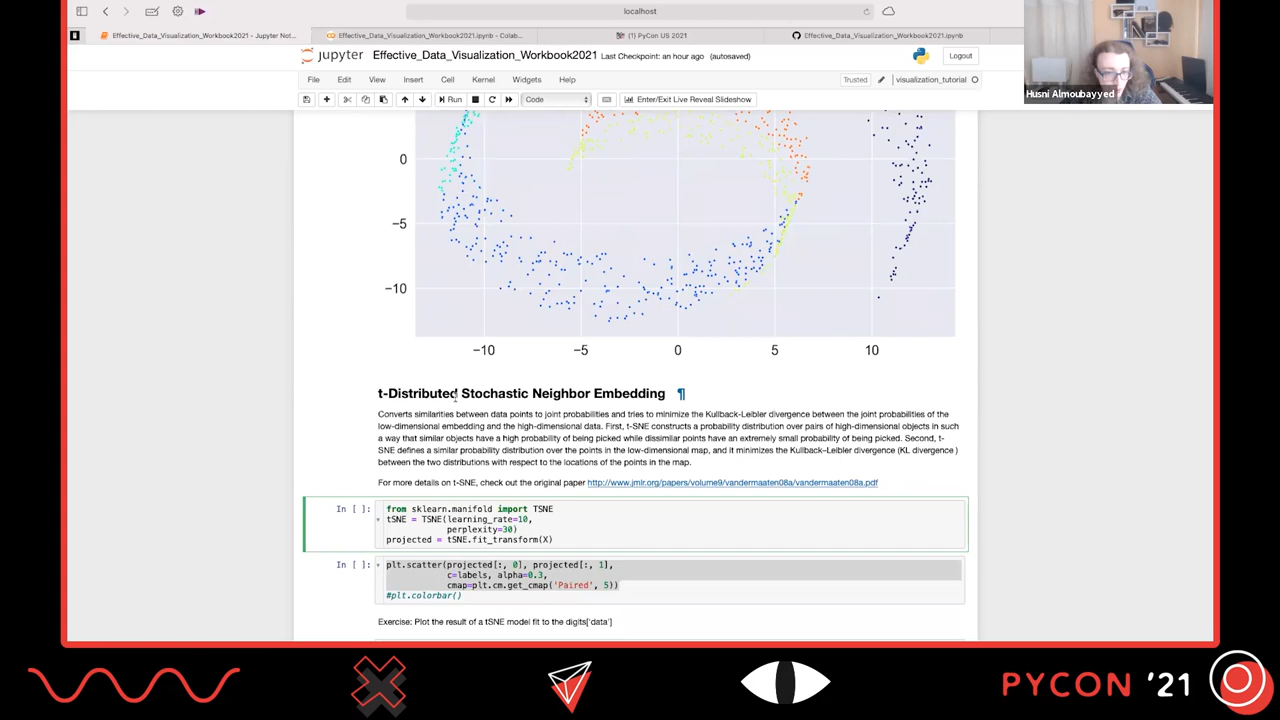 localhost
Effective_Data_Visualization_Workbook2021 - Jupyter Not...
Effective_Data_Visualization_Workbook2021.ipynb - Colab...
PyCon US 2021
Effective_Data_Visualization_Workbook2021.ipynb
jupyter Effective_Data_Visualization_Workbook2021 Last Checkpoint: an hour ago (autosaved)
Logout
File Edit View Insert Cell Kernel Widgets Help
Trusted
visualization_tutorial
Husni Almoubayyed
Run
Code
Enter/Exit Live Reveal Slideshow
0
−5
−10
−10 −5 0 5 10
t-Distributed Stochastic Neighbor Embedding ¶
Converts similarities between data points to joint probabilities and tries to minimize the Kullback-Leibler divergence between the joint probabilities of the
low-dimensional embedding and the high-dimensional data. First, t-SNE constructs a probability distribution over pairs of high-dimensional objects in such
a way that similar objects have a high probability of being picked while dissimilar points have an extremely small probability of being picked. Second, t-
SNE defines a similar probability distribution over the points in the low-dimensional map, and it minimizes the Kullback–Leibler divergence (KL divergence )
between the two distributions with respect to the locations of the points in the map.
For more details on t-SNE, check out the original paper http://www.jmlr.org/papers/volume9/vandermaaten08a/vandermaaten08a.pdf
In [ ]:
from sklearn.manifold import TSNE
tSNE = TSNE(learning_rate=10,
perplexity=30)
projected = tSNE.fit_transform(X)
In [ ]:
plt.scatter(projected[:, 0], projected[:, 1],
c=labels, alpha=0.3,
cmap=plt.cm.get_cmap('Paired', 5))
#plt.colorbar()
Exercise: Plot the result of a tSNE model fit to the digits['data']
PYCON '21